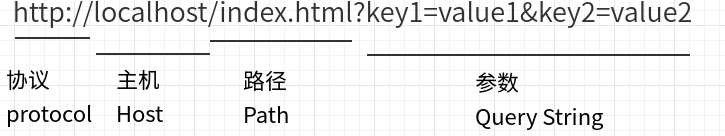 http://localhost/index.html?key1=value1&key2=value2
协议 主机 路径 参数
protocol Host Path Query String